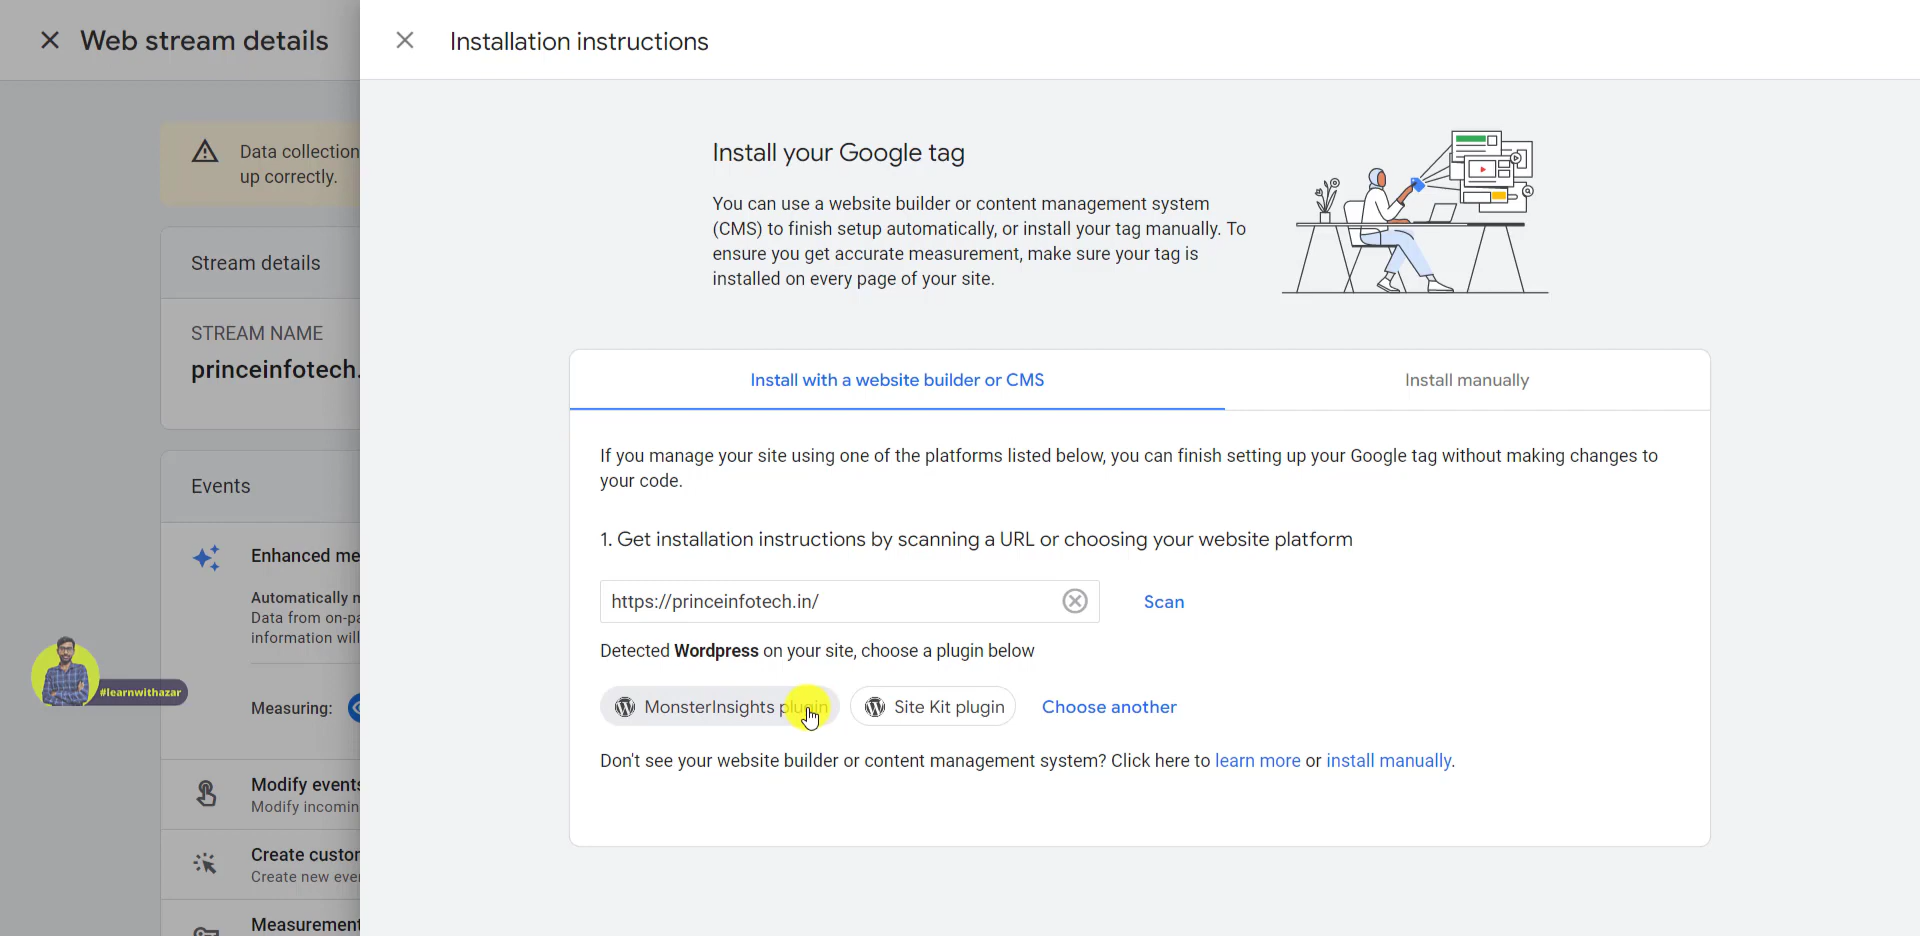 Web stream details
Installation instructions
Data collection
up correctly.
Stream details
STREAM NAME
princeinfotech.
Events
Enhanced me
Automatically m
Data from on-pa
information will
Measuring:
Modify events
Modify incomin
Create custor
Create new eve
Measurement
#learnwithazar
Install your Google tag
You can use a website builder or content management system
(CMS) to finish setup automatically, or install your tag manually. To
ensure you get accurate measurement, make sure your tag is
installed on every page of your site.
Install with a website builder or CMS
Install manually
If you manage your site using one of the platforms listed below, you can finish setting up your Google tag without making changes to
your code.
1. Get installation instructions by scanning a URL or choosing your website platform
https://princeinfotech.in/
Scan
Detected Wordpress on your site, choose a plugin below
MonsterInsights plugin
Site Kit plugin
Choose another
Don't see your website builder or content management system? Click here to learn more or install manually.